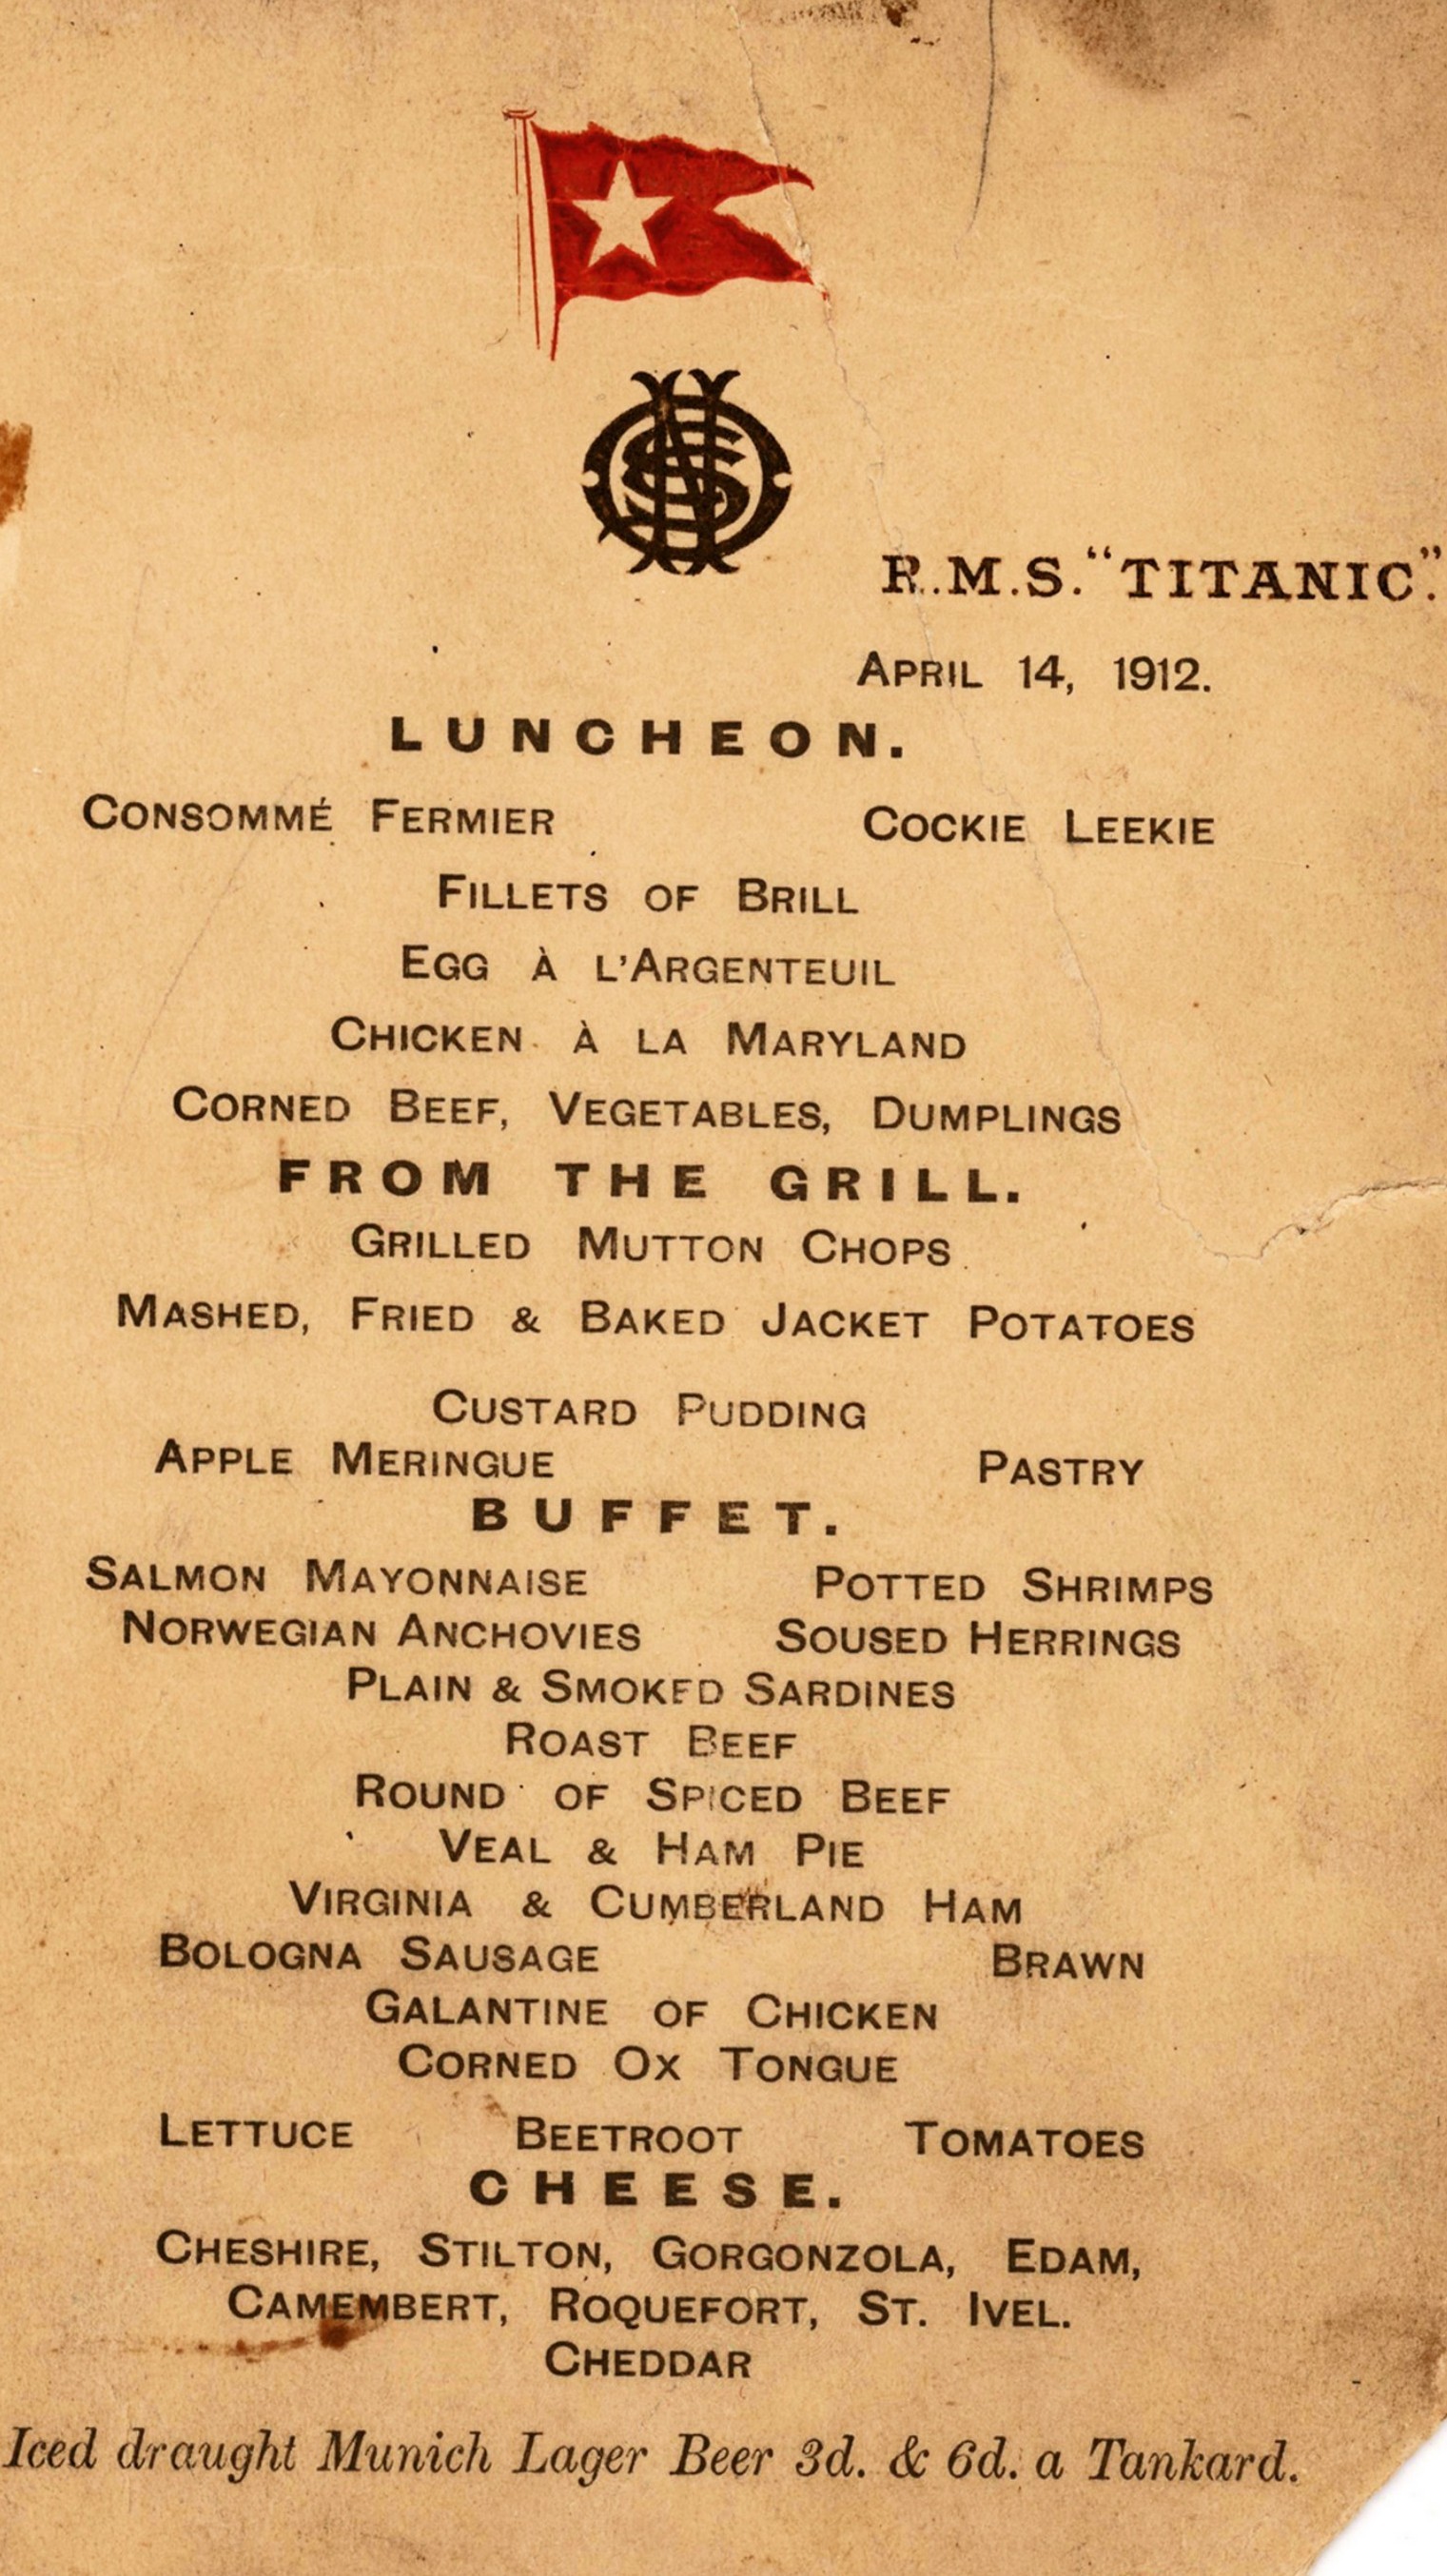 R.M.S. "TITANIC".
APRIL 14, 1912.
LUNCHEON.
CONSOMMÉ FERMIER COCKIE LEEKIE
FILLETS OF BRILL
EGG À L'ARGENTEUIL
CHICKEN À LA MARYLAND
CORNED BEEF, VEGETABLES, DUMPLINGS
FROM THE GRILL.
GRILLED MUTTON CHOPS
MASHED, FRIED & BAKED JACKET POTATOES
CUSTARD PUDDING
APPLE MERINGUE PASTRY
BUFFET.
SALMON MAYONNAISE POTTED SHRIMPS
NORWEGIAN ANCHOVIES SOUSED HERRINGS
PLAIN & SMOKED SARDINES
ROAST BEEF
ROUND OF SPICED BEEF
VEAL & HAM PIE
VIRGINIA & CUMBERLAND HAM
BOLOGNA SAUSAGE BRAWN
GALANTINE OF CHICKEN
CORNED OX TONGUE
LETTUCE BEETROOT TOMATOES
CHEESE.
CHESHIRE, STILTON, GORGONZOLA, EDAM,
CAMEMBERT, ROQUEFORT, ST. IVEL.
CHEDDAR
Iced draught Munich Lager Beer 3d. & 6d. a Tankard.